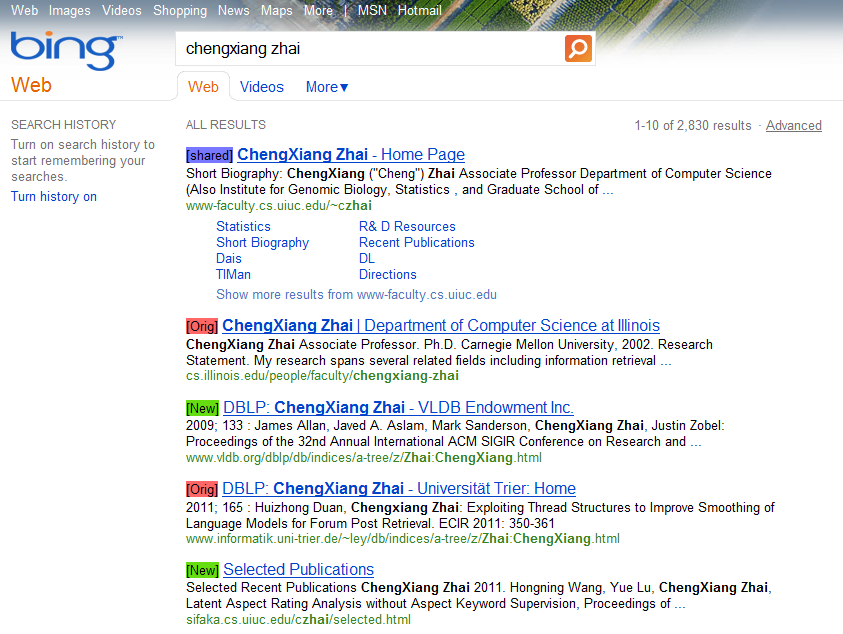 Web Images Videos Shopping News Maps More | MSN Hotmail
bing™
chengxiang zhai
Web
Web Videos More▼
SEARCH HISTORY
Turn on search history to
start remembering your
searches.
Turn history on
ALL RESULTS
1-10 of 2,830 results · Advanced
[shared] ChengXiang Zhai - Home Page
Short Biography: ChengXiang ("Cheng") Zhai Associate Professor Department of Computer Science
(Also Institute for Genomic Biology, Statistics , and Graduate School of ...
www-faculty.cs.uiuc.edu/~czhai
Statistics R& D Resources
Short Biography Recent Publications
Dais DL
TIMan Directions
Show more results from www-faculty.cs.uiuc.edu
[Orig] ChengXiang Zhai | Department of Computer Science at Illinois
ChengXiang Zhai Associate Professor. Ph.D. Carnegie Mellon University, 2002. Research
Statement. My research spans several related fields including information retrieval ...
cs.illinois.edu/people/faculty/chengxiang-zhai
[New] DBLP: ChengXiang Zhai - VLDB Endowment Inc.
2009; 133 : James Allan, Javed A. Aslam, Mark Sanderson, ChengXiang Zhai, Justin Zobel:
Proceedings of the 32nd Annual International ACM SIGIR Conference on Research and ...
www.vldb.org/dblp/db/indices/a-tree/z/Zhai:ChengXiang.html
[Orig] DBLP: ChengXiang Zhai - Universität Trier: Home
2011; 165 : Huizhong Duan, Chengxiang Zhai: Exploiting Thread Structures to Improve Smoothing of
Language Models for Forum Post Retrieval. ECIR 2011: 350-361
www.informatik.uni-trier.de/~ley/db/indices/a-tree/z/Zhai:ChengXiang.html
[New] Selected Publications
Selected Recent Publications ChengXiang Zhai 2011. Hongning Wang, Yue Lu, ChengXiang Zhai,
Latent Aspect Rating Analysis without Aspect Keyword Supervision, Proceedings of ...
sifaka.cs.uiuc.edu/czhai/selected.html